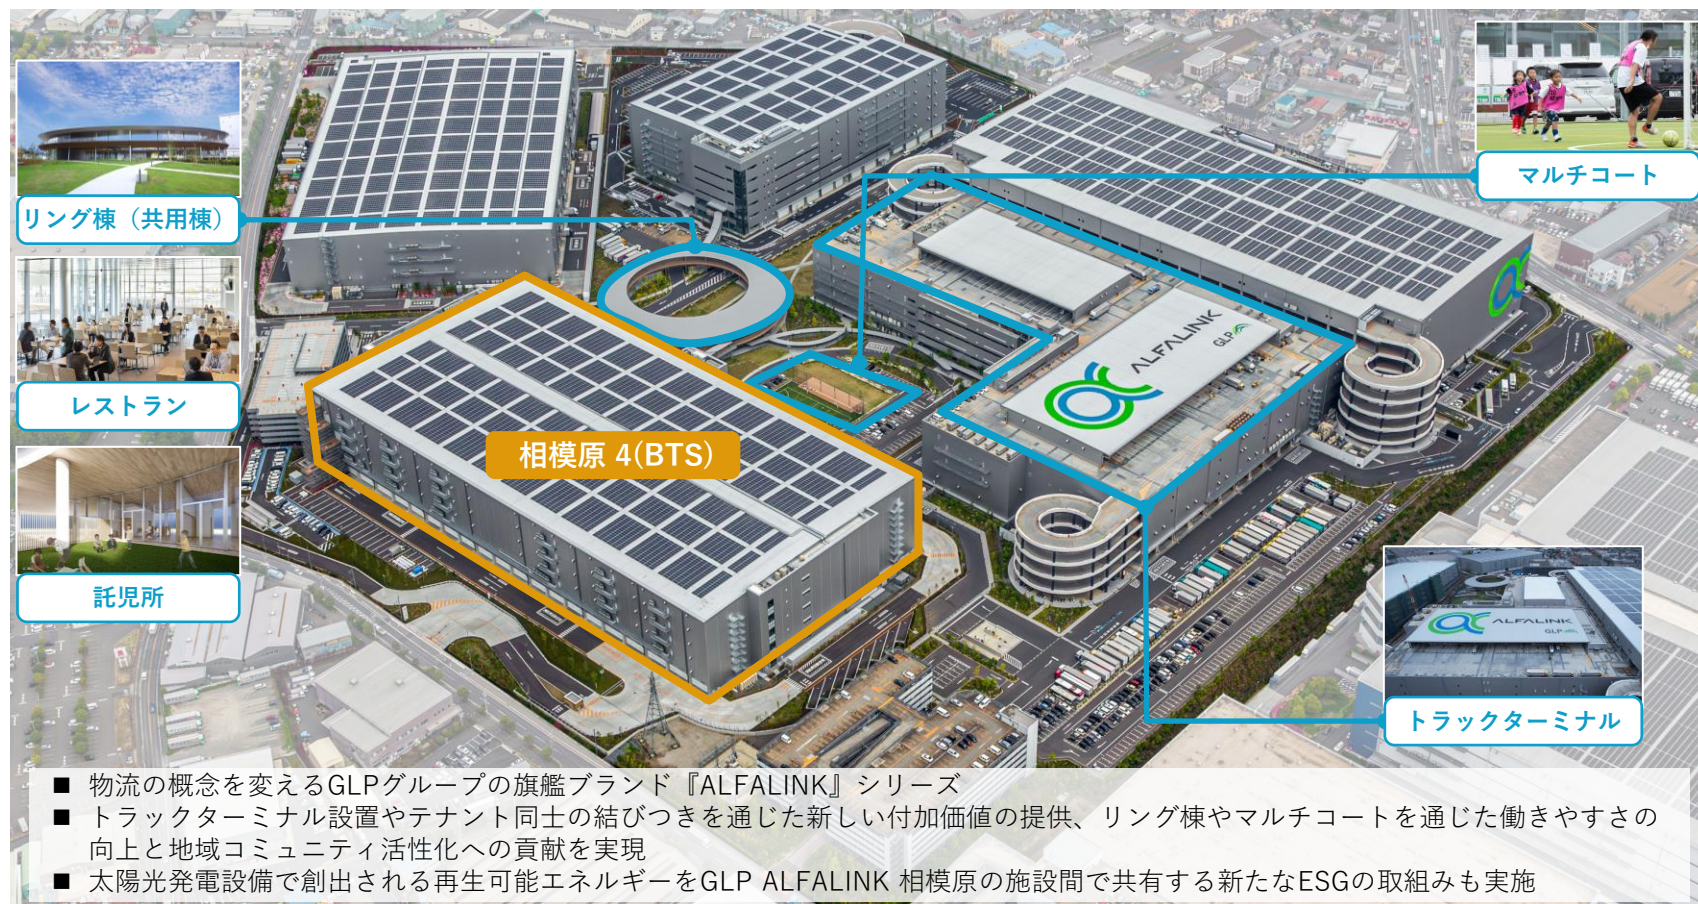 マルチコート
リング棟（共用棟）
レストラン
託児所
相模原 4(BTS)
ALFALINK
GLP
ALFALINK
GLP
トラックターミナル
■ 物流の概念を変えるGLPグループの旗艦ブランド『ALFALINK』シリーズ
■ トラックターミナル設置やテナント同士の結びつきを通じた新しい付加価値の提供、リング棟やマルチコートを通じた働きやすさの
向上と地域コミュニティ活性化への貢献を実現
■ 太陽光発電設備で創出される再生可能エネルギーをGLP ALFALINK 相模原の施設間で共有する新たなESGの取組みも実施